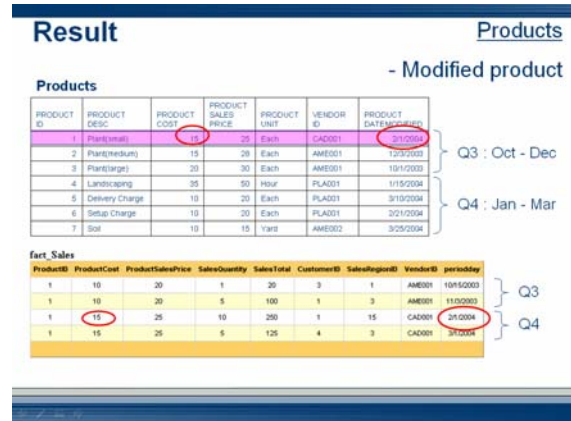 Result
Products
- Modified product
Products
PRODUCT ID PRODUCT DESC PRODUCT COST PRODUCT SALES PRICE PRODUCT UNIT VENDOR ID PRODUCT DATEMODIFIED
1 Plant(small) 15 25 Each CAD001 2/1/2004
2 Plant(medium) 15 28 Each AME001 12/3/2003
3 Plant(large) 20 30 Each AME001 10/1/2003
Q3 : Oct - Dec
4 Landscaping 35 50 Hour PLA001 1/15/2004
5 Delivery Charge 10 20 Each PLA001 3/10/2004
6 Setup Charge 10 20 Each PLA001 2/21/2004
7 Soil 10 15 Yard AME002 3/25/2004
Q4 : Jan - Mar
fact_Sales
ProductID ProductCost ProductSalesPrice SalesQuantity SalesTotal CustomerID SalesRegionID VendorID periodday
1 10 20 1 20 3 1 AME001 10/15/2003
1 10 20 5 100 1 3 AME001 11/3/2003
Q3
1 15 25 10 250 1 15 CAD001 2/1/2004
1 15 25 5 125 4 3 CAD001 3/1/2004
Q4